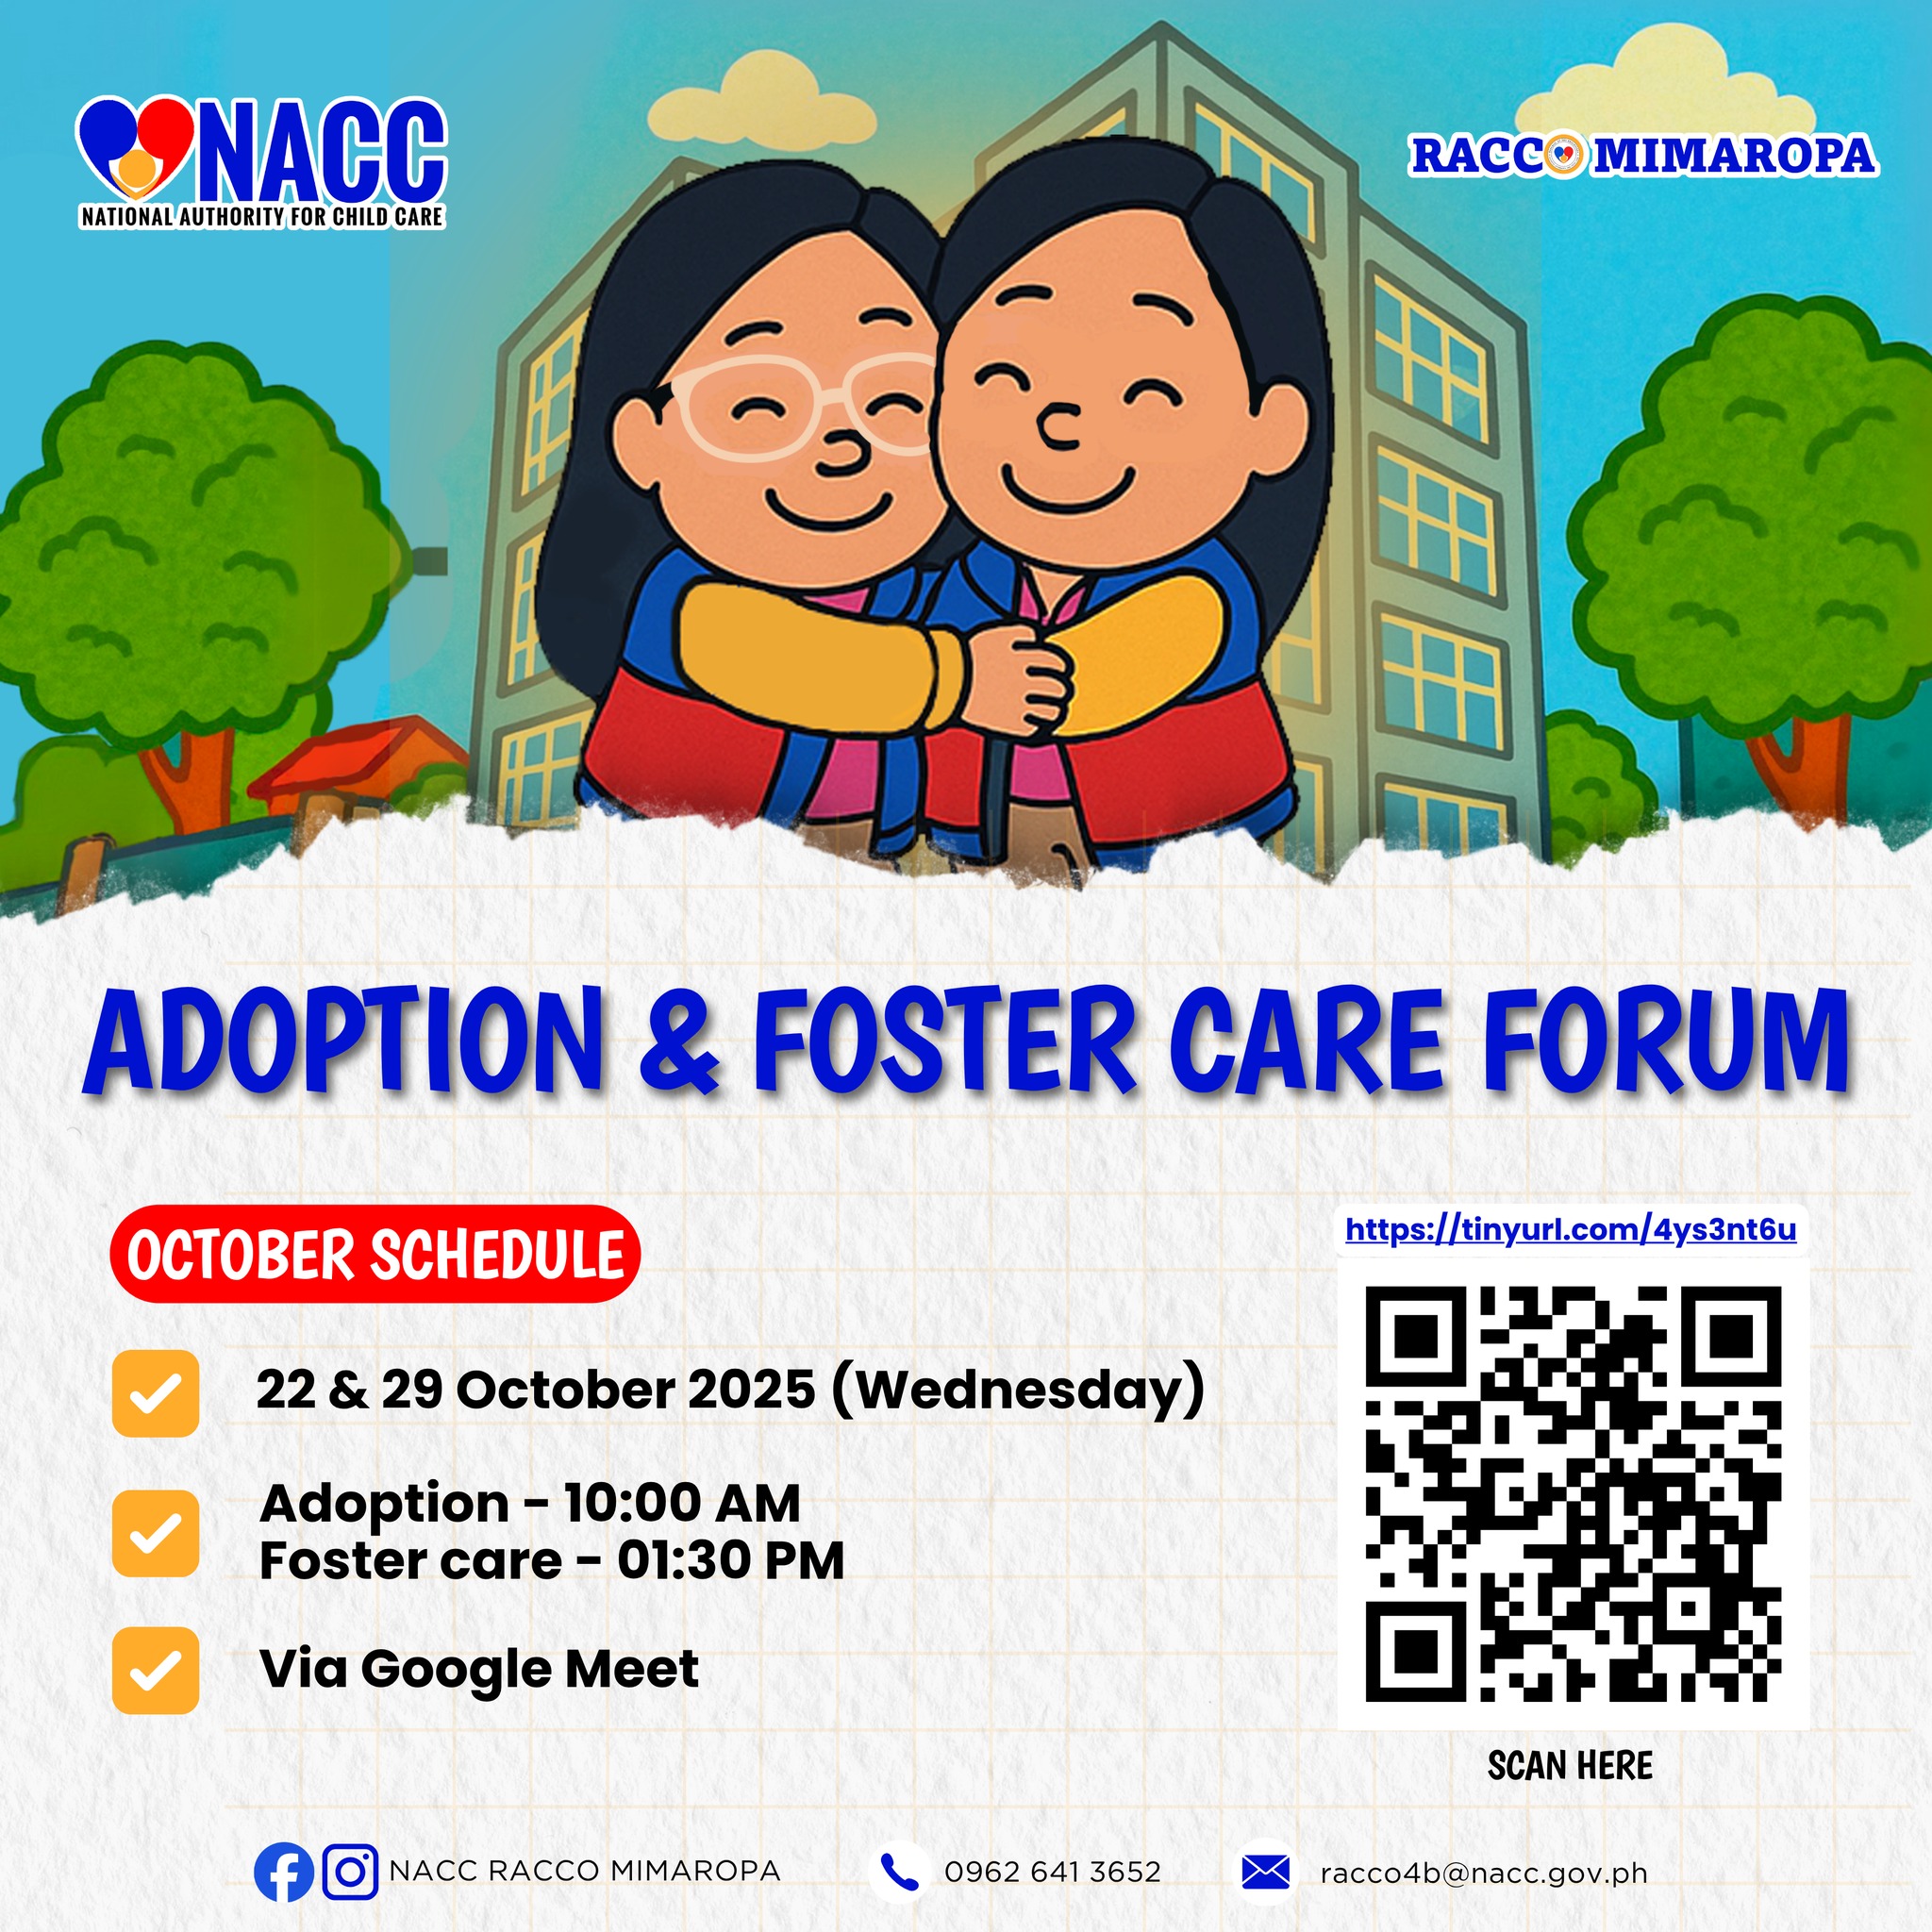 NACC
NATIONAL AUTHORITY FOR CHILD CARE
RACCO MIMAROPA
ADOPTION & FOSTER CARE FORUM
OCTOBER SCHEDULE
22 & 29 October 2025 (Wednesday)
Adoption - 10:00 AM
Foster care - 01:30 PM
Via Google Meet
https://tinyurl.com/4ys3nt6u
SCAN HERE
NACC RACCO MIMAROPA
0962 641 3652
racco4b@nacc.gov.ph